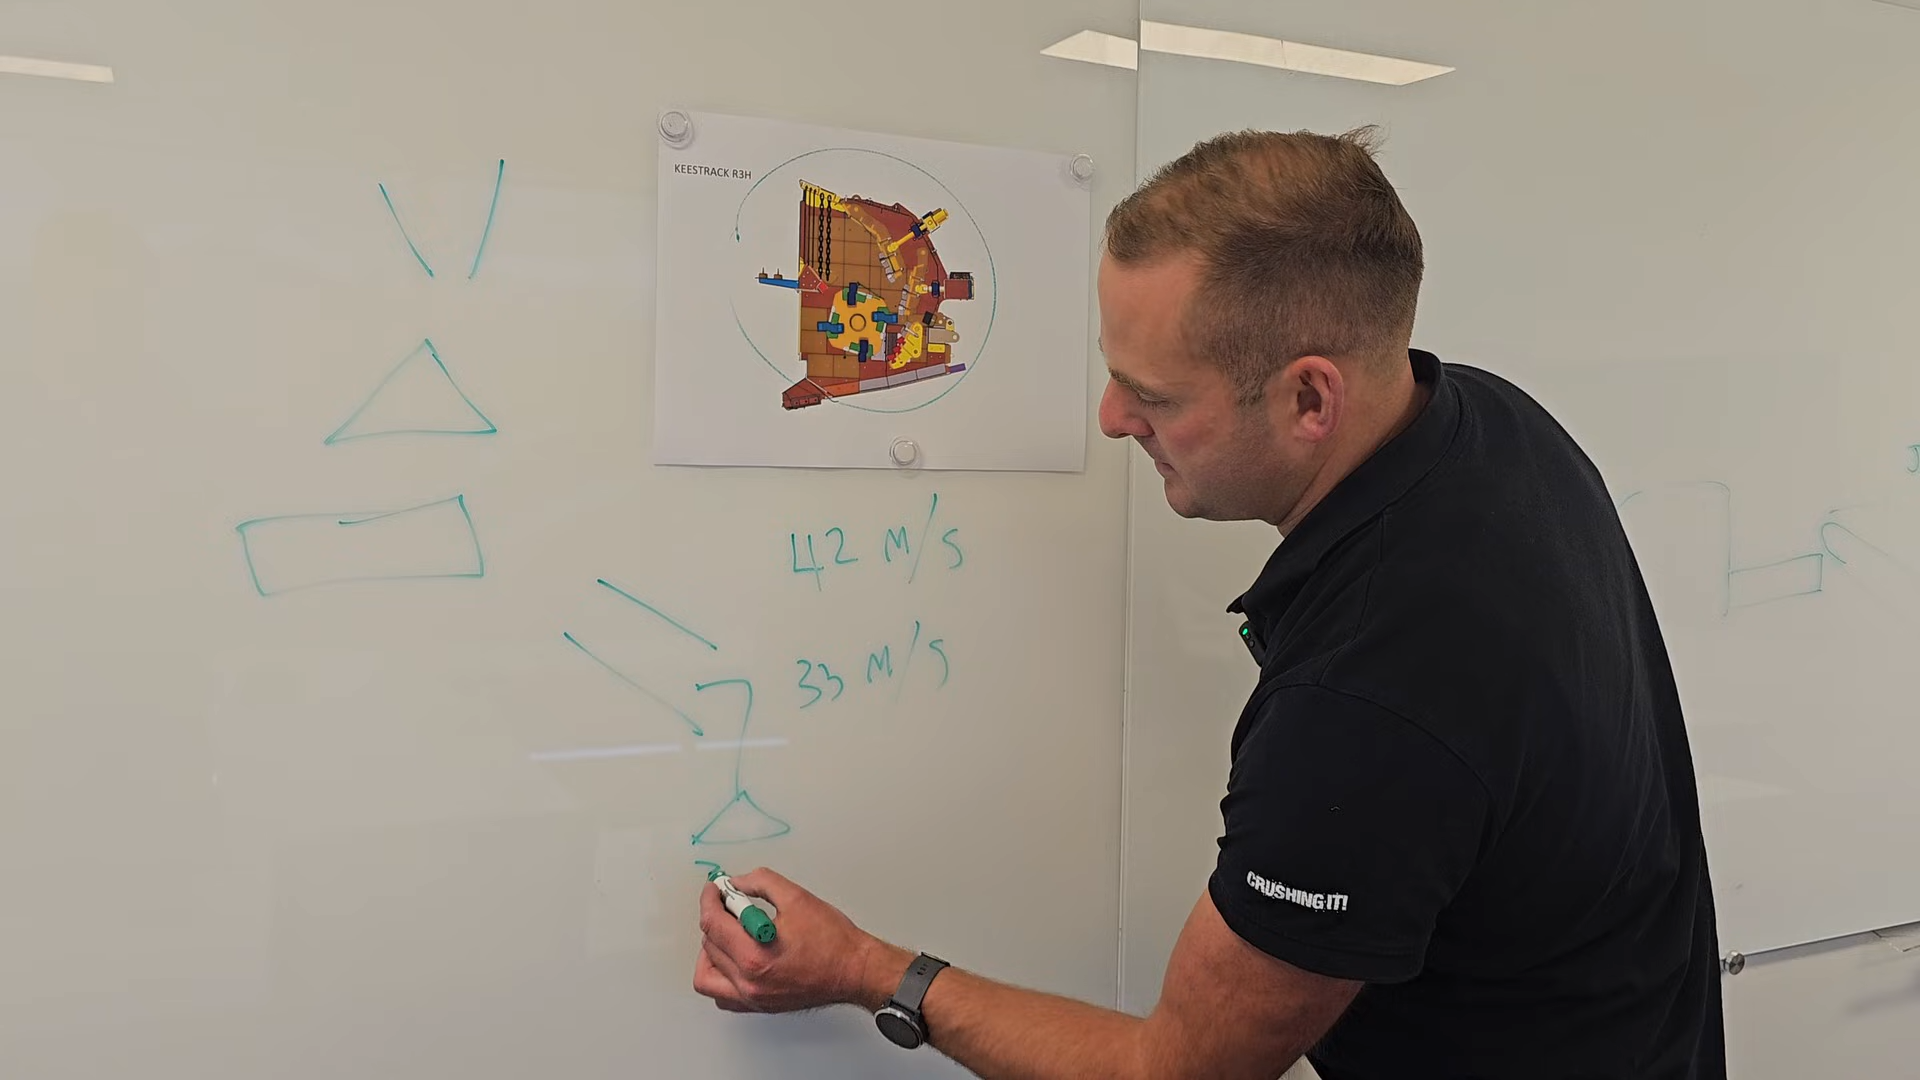 KEESTRACK R3H
42 M/S
33 M/S
CRUSHING IT!